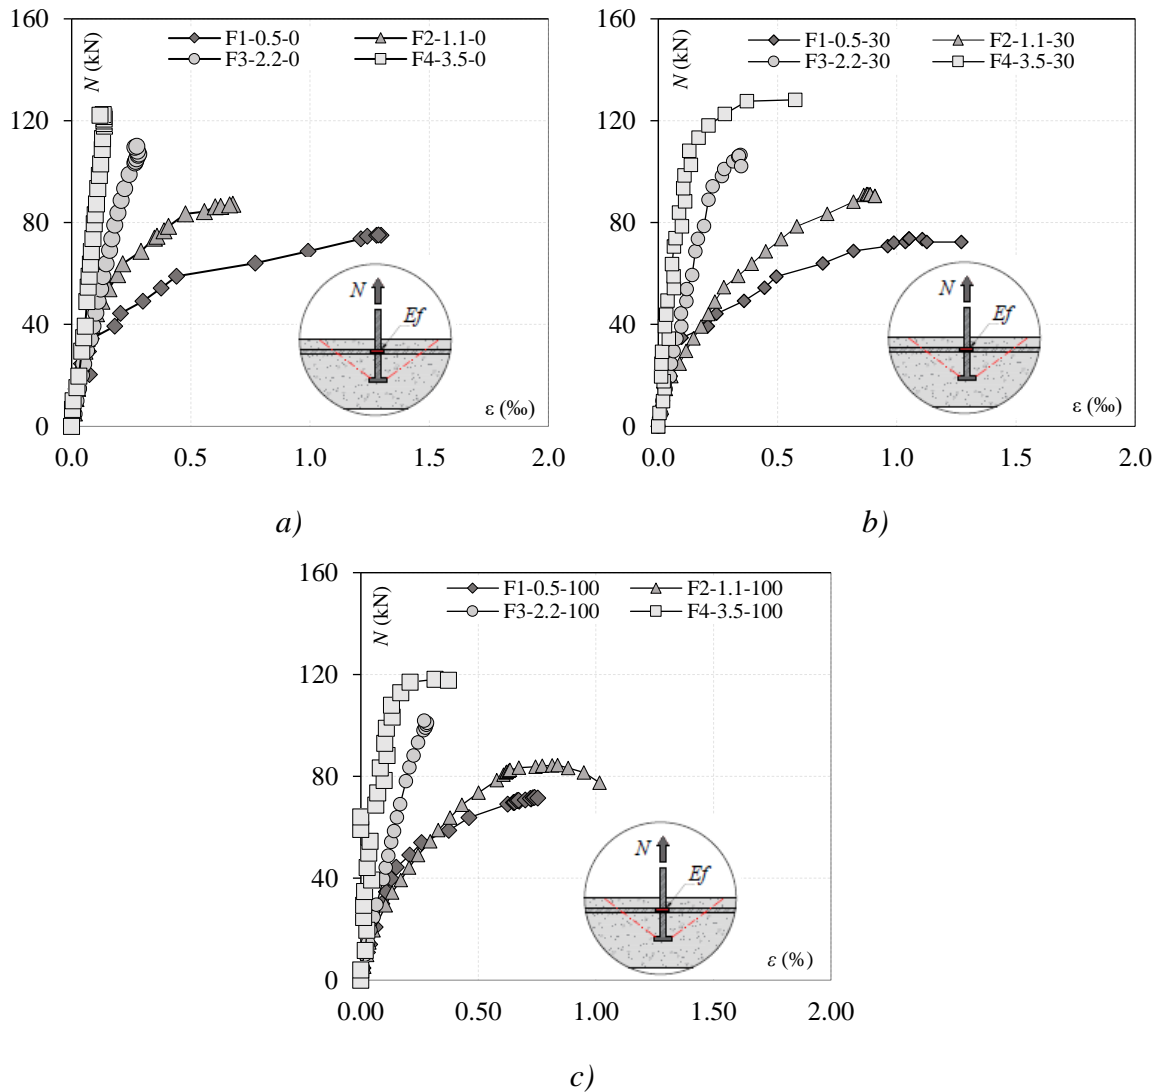 160
120
80
40
0
N (kN)
F1-0.5-0
F2-1.1-0
F3-2.2-0
F4-3.5-0
N
Ef
ε (‰)
0.0
0.5
1.0
1.5
2.0
a)
160
120
80
40
0
N (kN)
F1-0.5-30
F2-1.1-30
F3-2.2-30
F4-3.5-30
N
Ef
ε (‰)
0.0
0.5
1.0
1.5
2.0
b)
160
120
80
40
0
N (kN)
F1-0.5-100
F2-1.1-100
F3-2.2-100
F4-3.5-100
N
Ef
ε (%)
0.00
0.50
1.00
1.50
2.00
c)